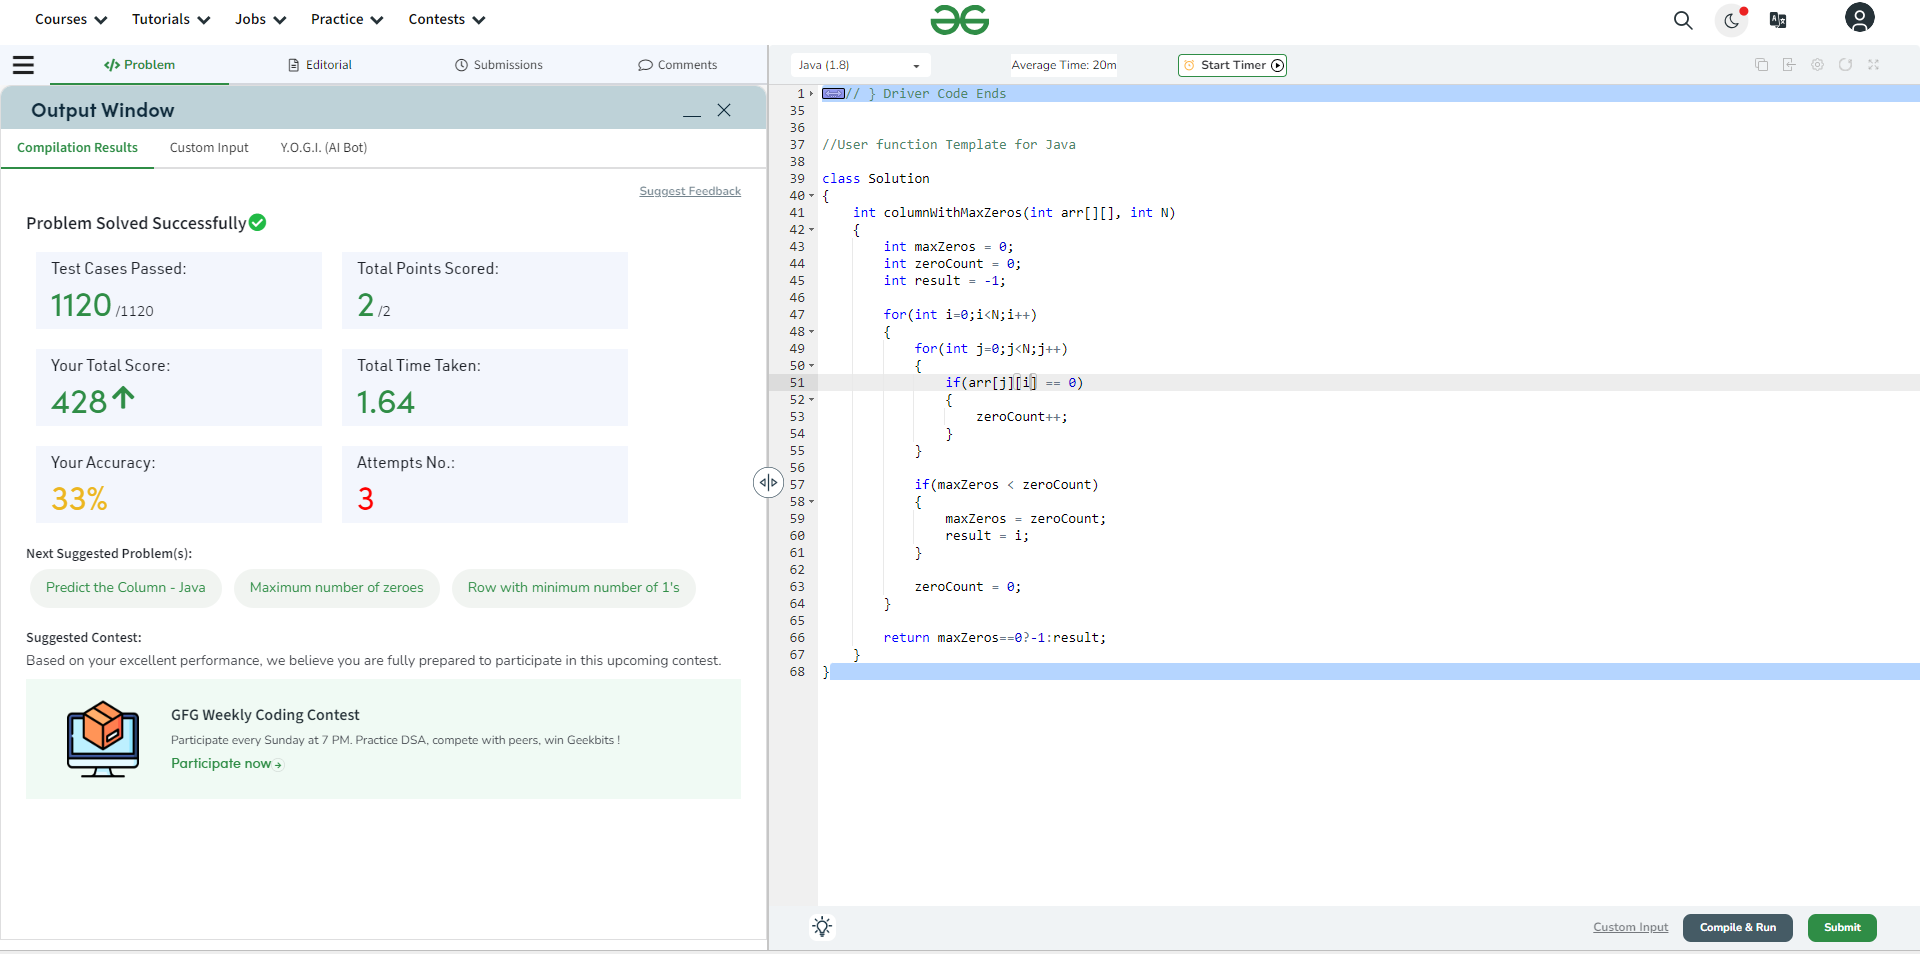 Courses Tutorials Jobs Practice Contests
Problem Editorial Submissions Comments
Output Window
Compilation Results Custom Input Y.O.G.I. (AI Bot)
Suggest Feedback
Problem Solved Successfully
Test Cases Passed:
1120 /1120
Total Points Scored:
2 /2
Your Total Score:
428
Total Time Taken:
1.64
Your Accuracy:
33%
Attempts No.:
3
Next Suggested Problem(s):
Predict the Column - Java Maximum number of zeroes Row with minimum number of 1's
Suggested Contest:
Based on your excellent performance, we believe you are fully prepared to participate in this upcoming contest.
GFG Weekly Coding Contest
Participate every Sunday at 7 PM. Practice DSA, compete with peers, win Geekbits !
Participate now
Java (1.8) Average Time: 20m Start Timer
1 // } Driver Code Ends
35
36
37 //User function Template for Java
38
39 class Solution
40 {
41 int columnWithMaxZeros(int arr[][], int N)
42 {
43 int maxZeros = 0;
44 int zeroCount = 0;
45 int result = -1;
46
47 for(int i=0;i<N;i++)
48 {
49 for(int j=0;j<N;j++)
50 {
51 if(arr[j][i] == 0)
52 {
53 zeroCount++;
54 }
55 }
56
57 if(maxZeros < zeroCount)
58 {
59 maxZeros = zeroCount;
60 result = i;
61 }
62
63 zeroCount = 0;
64 }
65
66 return maxZeros==0?-1:result;
67 }
68 }
Custom Input Compile & Run Submit